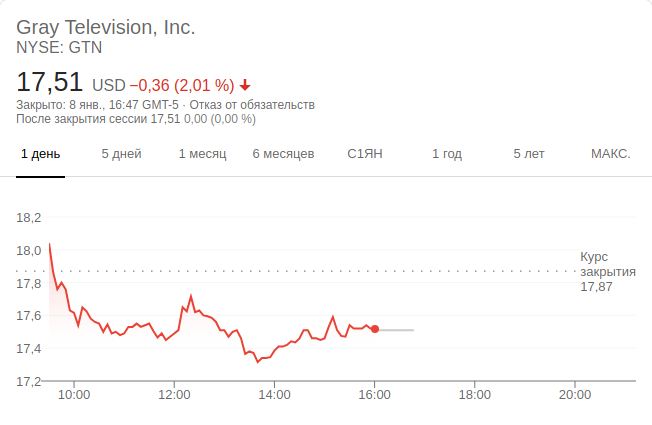 Gray Television, Inc.
NYSE: GTN
17,51 USD −0,36 (2,01 %)
Закрыто: 8 янв., 16:47 GMT-5 · Отказ от обязательств
После закрытия сессии 17,51 0,00 (0,00 %)
1 день 5 дней 1 месяц 6 месяцев С1ЯН 1 год 5 лет МАКС.
18,2
18,0
Курс
закрытия
17,87
17,8
17,6
17,4
17,2
10:00 12:00 14:00 16:00 18:00 20:00